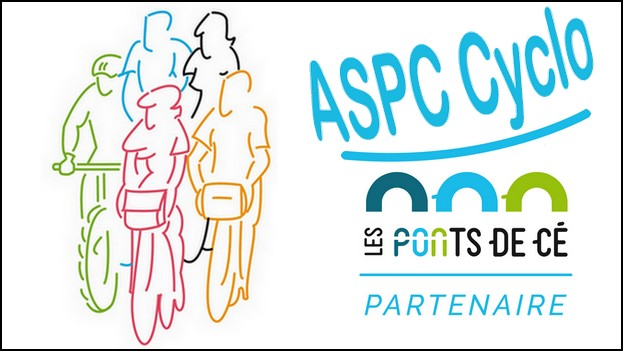 ASPC Cyclo
LES PONTS DE CÉ
PARTENAIRE